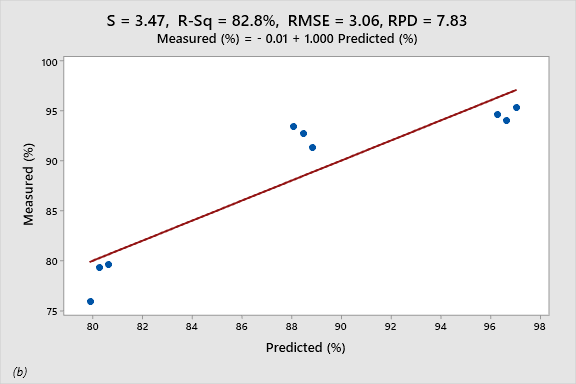 S = 3.47, R-Sq = 82.8%, RMSE = 3.06, RPD = 7.83
Measured (%) = - 0.01 + 1.000 Predicted (%)
100
95
90
85
80
75
Measured (%)
80 82 84 86 88 90 92 94 96 98
Predicted (%)
(b)